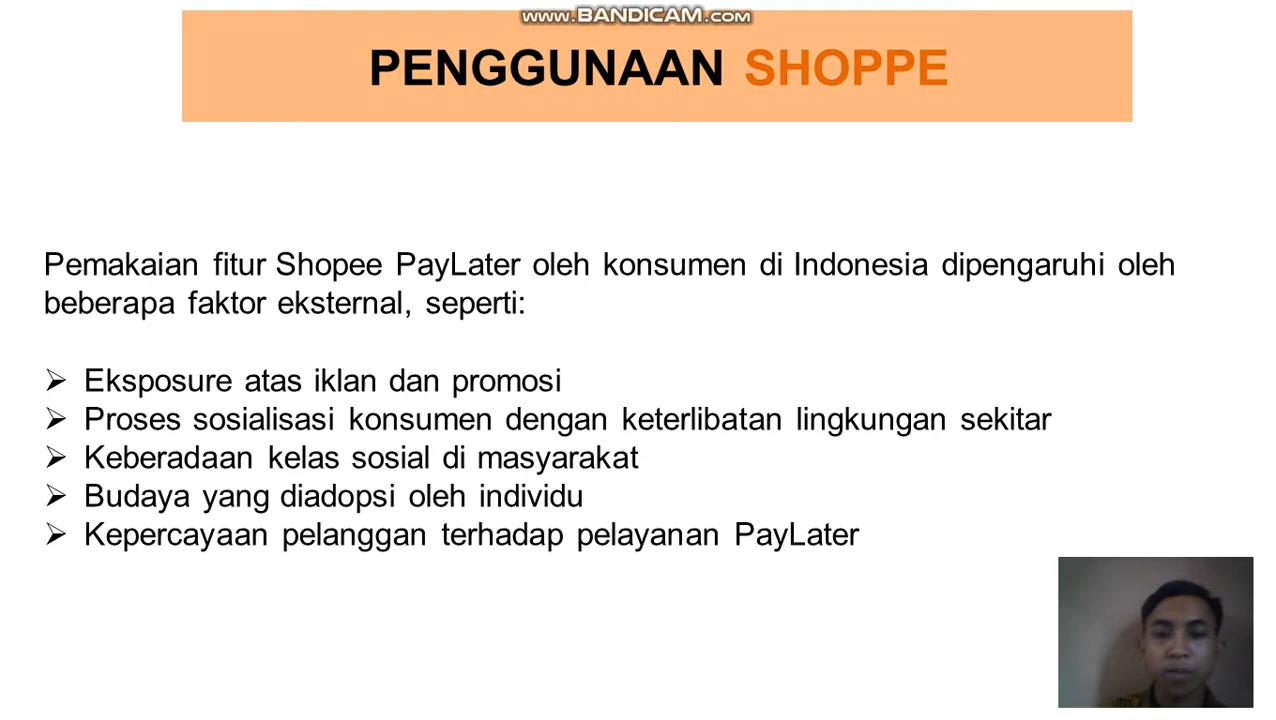 www.BANDICAM.com
PENGGUNAAN SHOPPE
Pemakaian fitur Shopee PayLater oleh konsumen di Indonesia dipengaruhi oleh
beberapa faktor eksternal, seperti:
➢ Eksposure atas iklan dan promosi
➢ Proses sosialisasi konsumen dengan keterlibatan lingkungan sekitar
➢ Keberadaan kelas sosial di masyarakat
➢ Budaya yang diadopsi oleh individu
➢ Kepercayaan pelanggan terhadap pelayanan PayLater